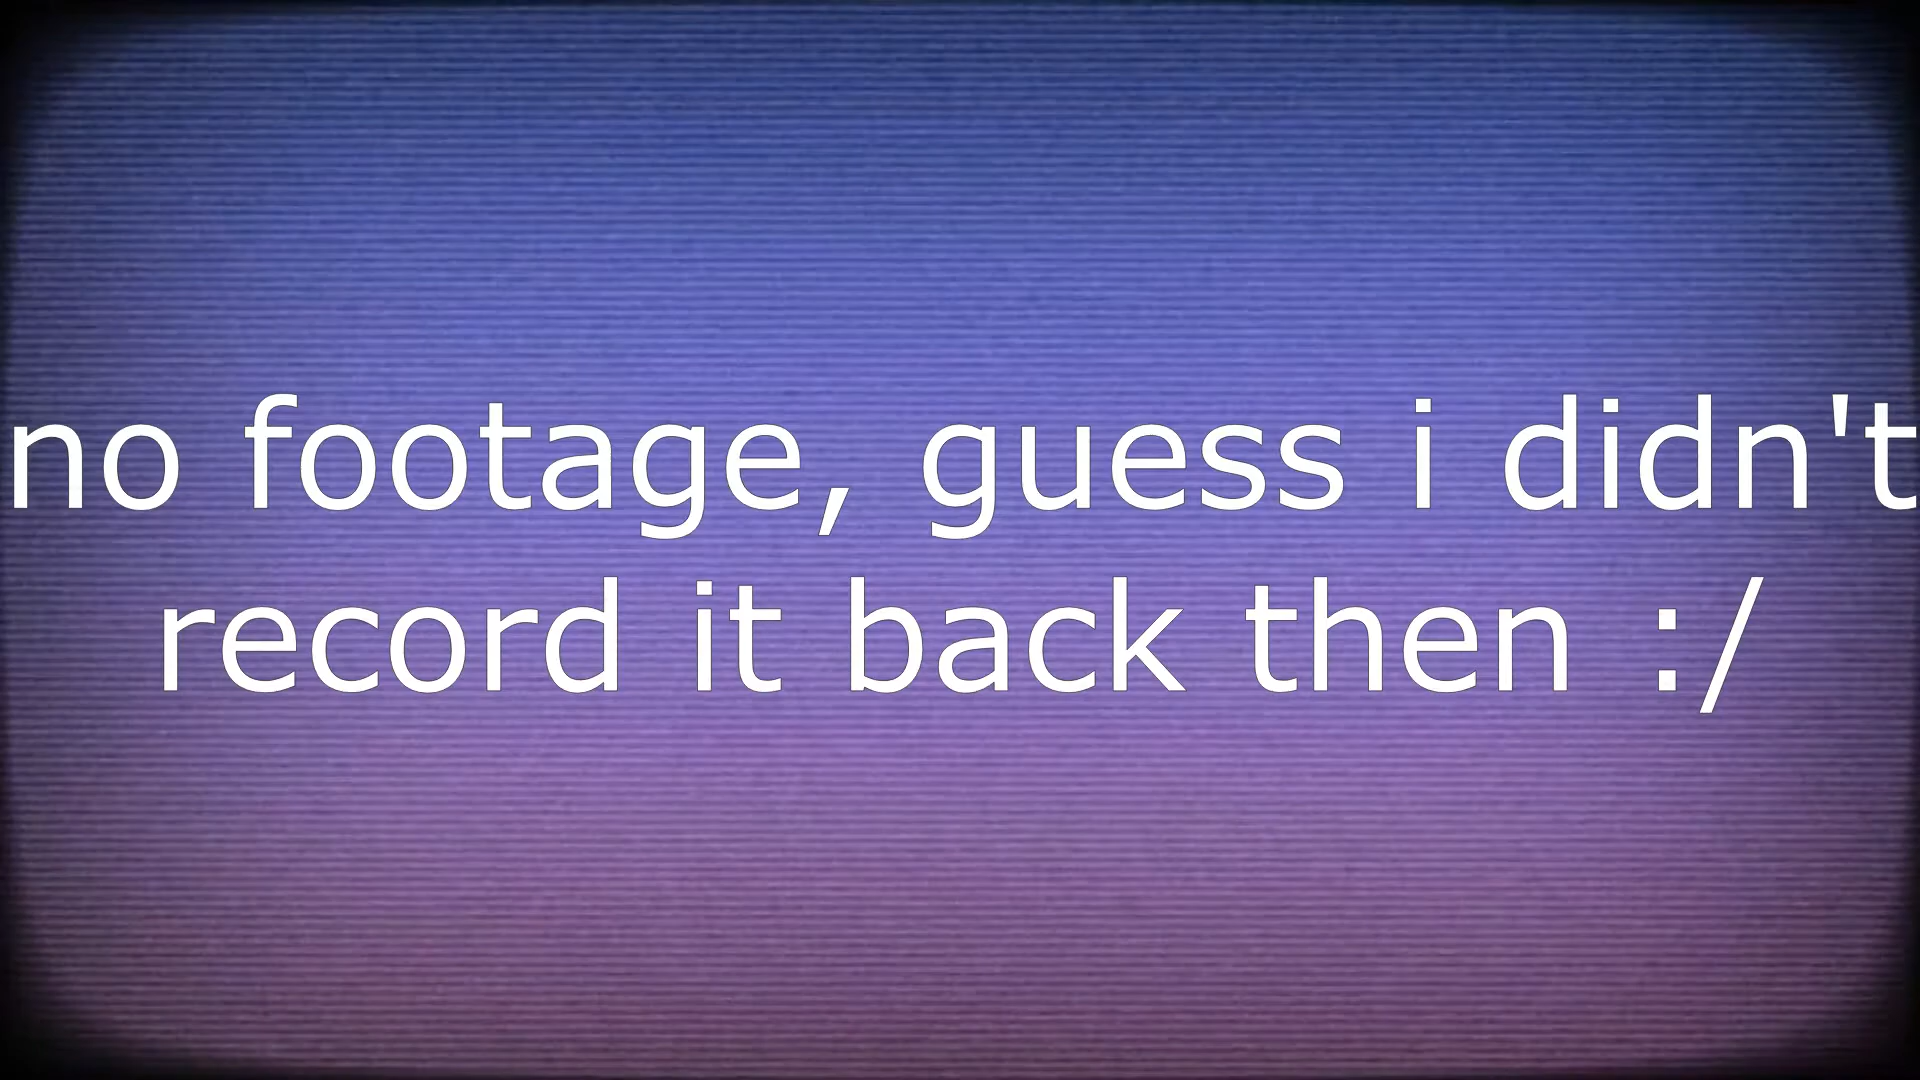 no footage, guess i didn't
record it back then :/